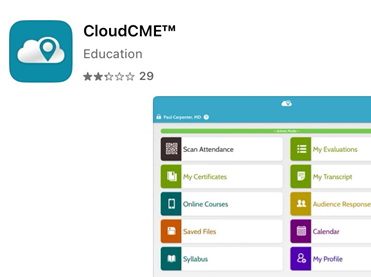 CloudCME™
Education
29
Paul Carpenter, MD
Scan Attendance
My Evaluations
My Certificates
My Transcript
Online Courses
Audience Response
Saved Files
Calendar
Syllabus
My Profile